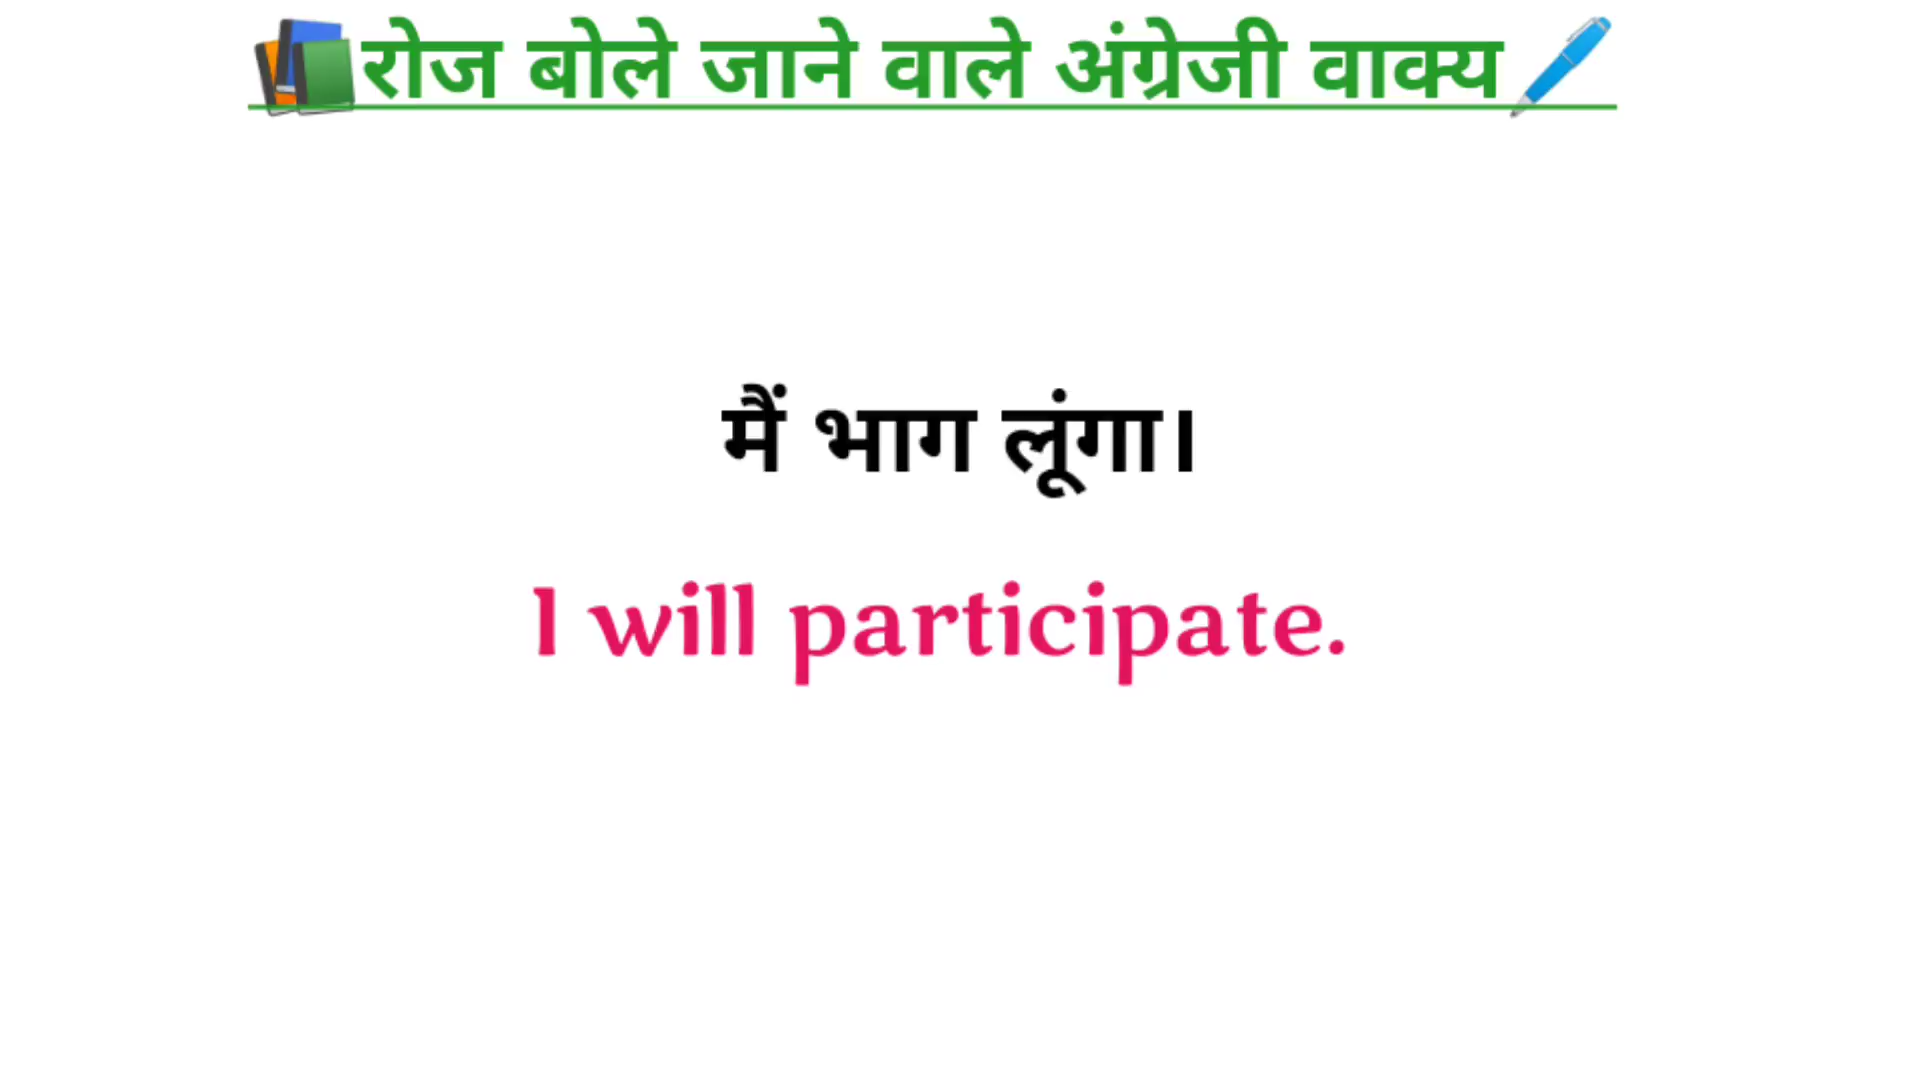 📚रोज बोले जाने वाले अंग्रेजी वाक्य🖊️
मैं भाग लूंगा।
I will participate.